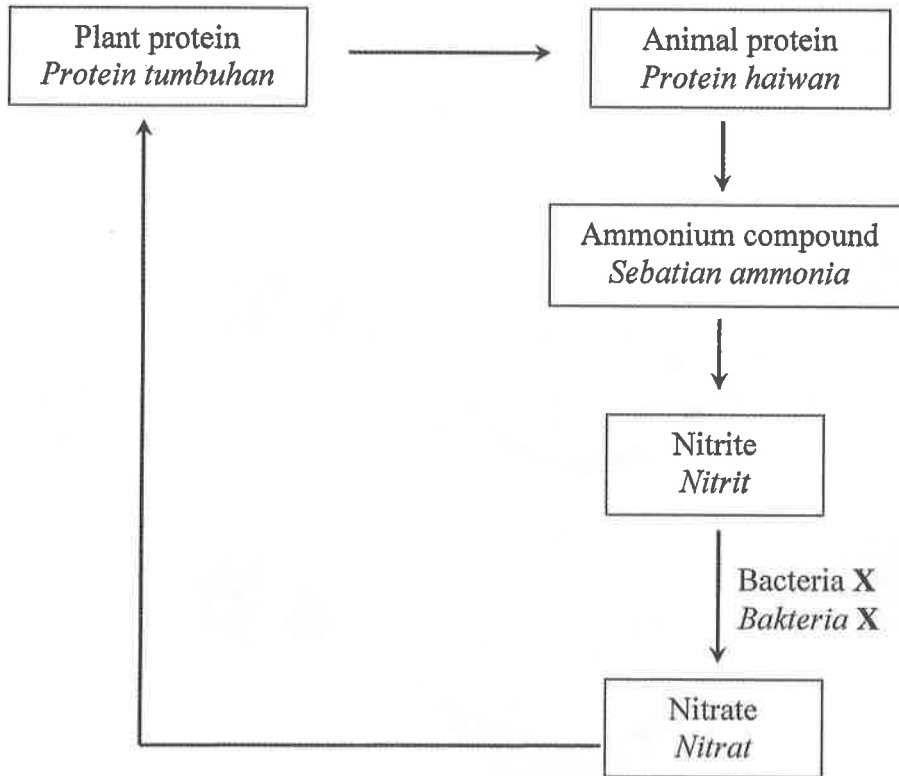 Plant protein
Protein tumbuhan
Animal protein
Protein haiwan
Ammonium compound
Sebatian ammonia
Nitrite
Nitrit
Bacteria X
Bakteria X
Nitrate
Nitrat